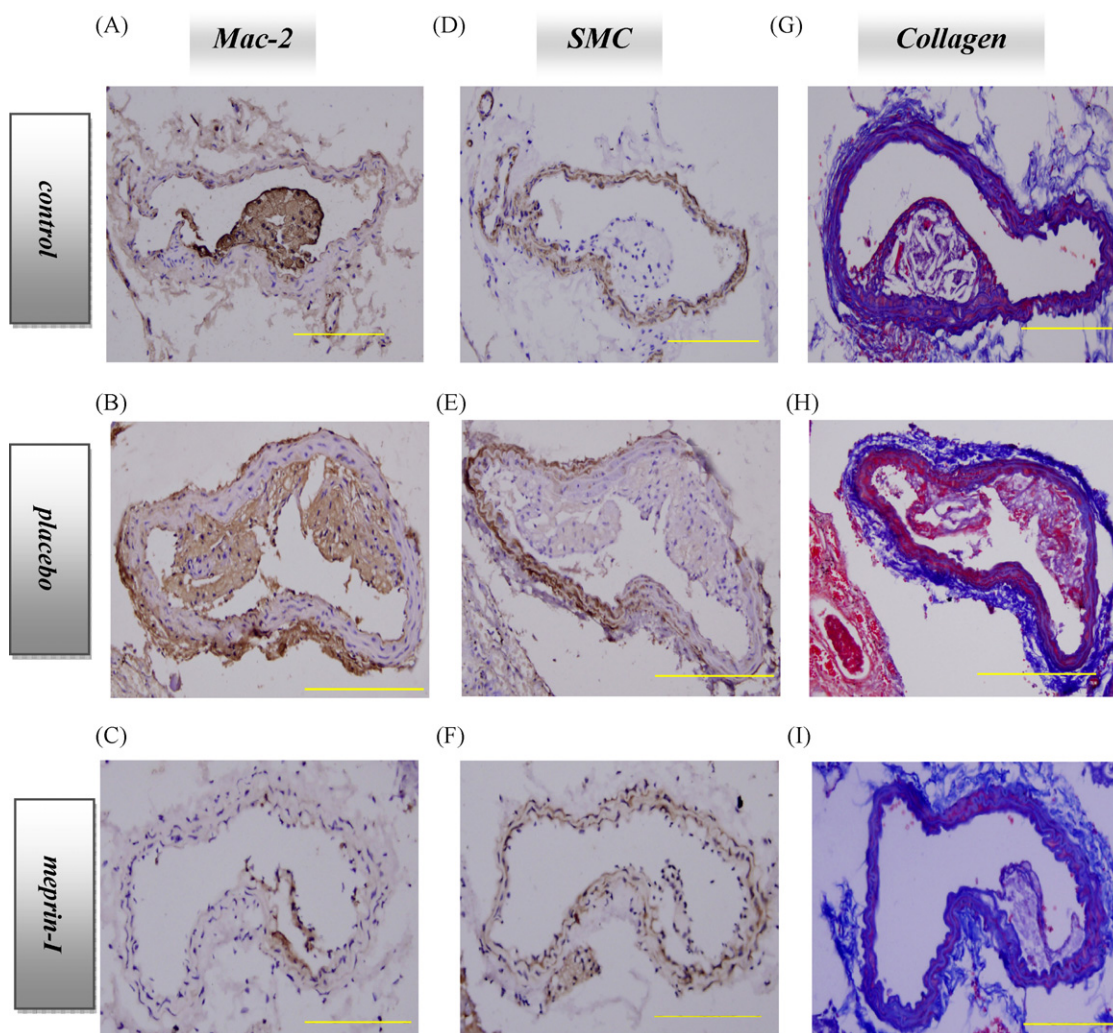 (A)
Mac-2
(D)
SMC
(G)
Collagen
control
(B)
(E)
(H)
placebo
(C)
(F)
(I)
meprin-I